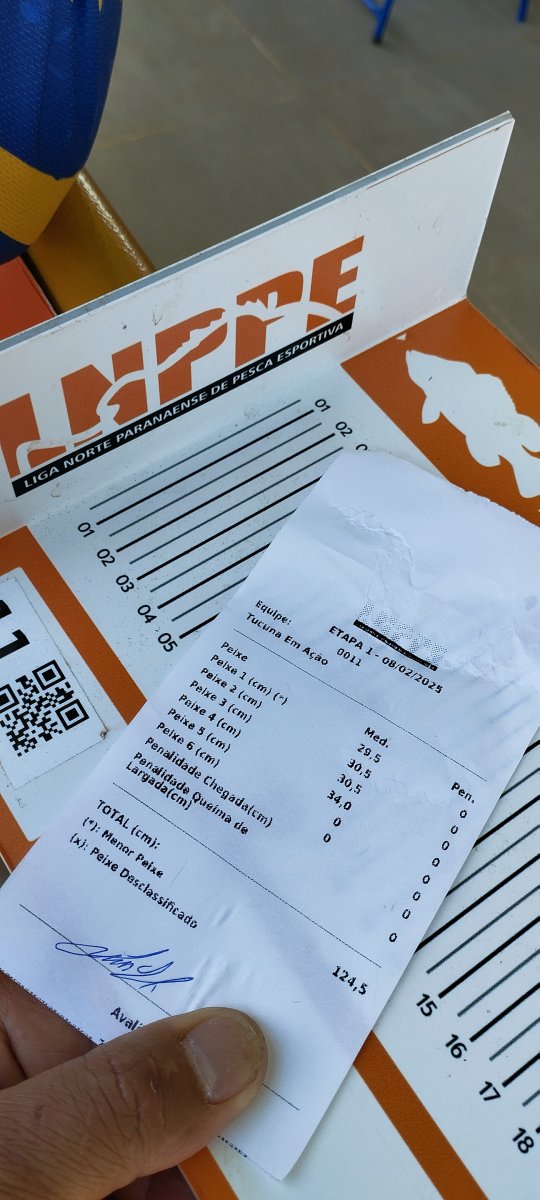 LNPPE
LIGA NORTE PARANAENSE DE PESCA ESPORTIVA
01
02
01
02
03
04
05
ETAPA 1 - 08/02/2025
Equipe: 0011
Tucuna Em Ação
Peixe Med. Pen.
Peixe 1 (cm) (*) 29,5 0
Peixe 2 (cm) 30,5 0
Peixe 3 (cm) 30,5 0
Peixe 4 (cm) 34,0 0
Peixe 5 (cm) 0 0
Peixe 6 (cm) 0 0
Penalidade Chegada(cm) 0
Penalidade Queima de
Largada(cm) 0
TOTAL (cm): 124,5
(*): Menor Peixe
(x): Peixe Desclassificado
15
16
17
18